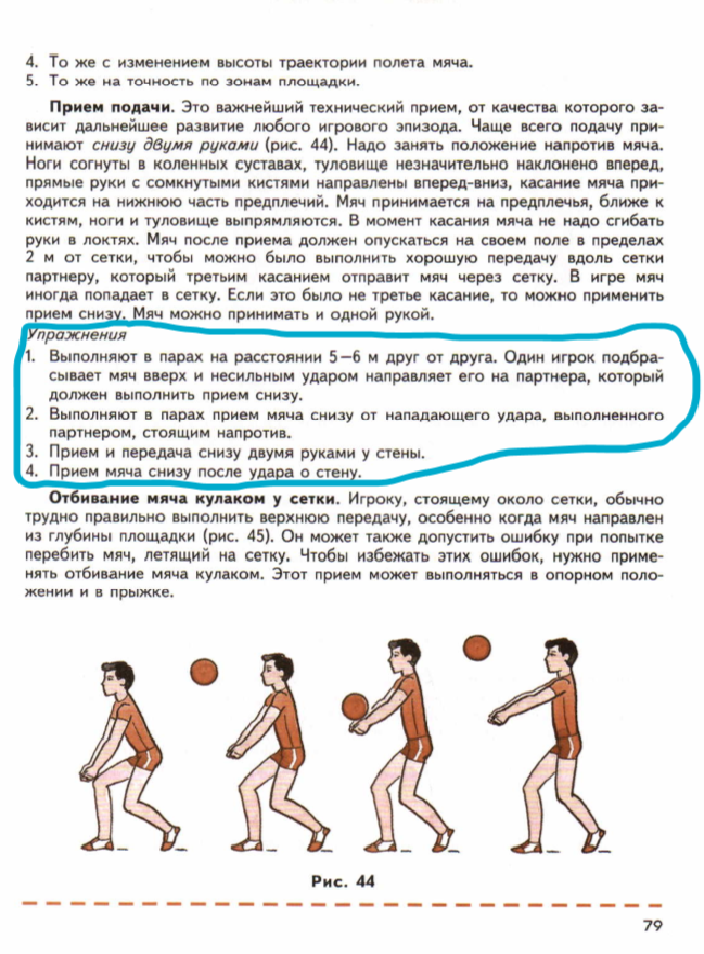 4. То же с изменением высоты траектории полета мяча.
5. То же на точность по зонам площадки.
Прием подачи. Это важнейший технический прием, от качества которого за-
висит дальнейшее развитие любого игрового эпизода. Чаще всего подачу при-
нимают снизу двумя руками (рис. 44). Надо занять положение напротив мяча.
Ноги согнуты в коленных суставах, туловище незначительно наклонено вперед,
прямые руки с сомкнутыми кистями направлены вперед-вниз, касание мяча при-
ходится на нижнюю часть предплечий. Мяч принимается на предплечья, ближе к
кистям, ноги и туловище выпрямляются. В момент касания мяча не надо сгибать
руки в локтях. Мяч после приема должен опускаться на своем поле в пределах
2 м от сетки, чтобы можно было выполнить хорошую передачу вдоль сетки
партнеру, который третьим касанием отправит мяч через сетку. В игре мяч
иногда попадает в сетку. Если это было не третье касание, то можно применить
прием снизу. Мяч можно принимать и одной рукой.
Упражнения
1. Выполняют в парах на расстоянии 5—6 м друг от друга. Один игрок подбра-
сывает мяч вверх и несильным ударом направляет его на партнера, который
должен выполнить прием снизу.
2. Выполняют в парах прием мяча снизу от нападающего удара, выполненного
партнером, стоящим напротив.
3. Прием и передача снизу двумя руками у стены.
4. Прием мяча снизу после удара о стену.
Отбивание мяча кулаком у сетки. Игроку, стоящему около сетки, обычно
трудно правильно выполнить верхнюю передачу, особенно когда мяч направлен
из глубины площадки (рис. 45). Он может также допустить ошибку при попытке
перебить мяч, летящий на сетку. Чтобы избежать этих ошибок, нужно приме-
нять отбивание мяча кулаком. Этот прием может выполняться в опорном поло-
жении и в прыжке.
Рис. 44
79